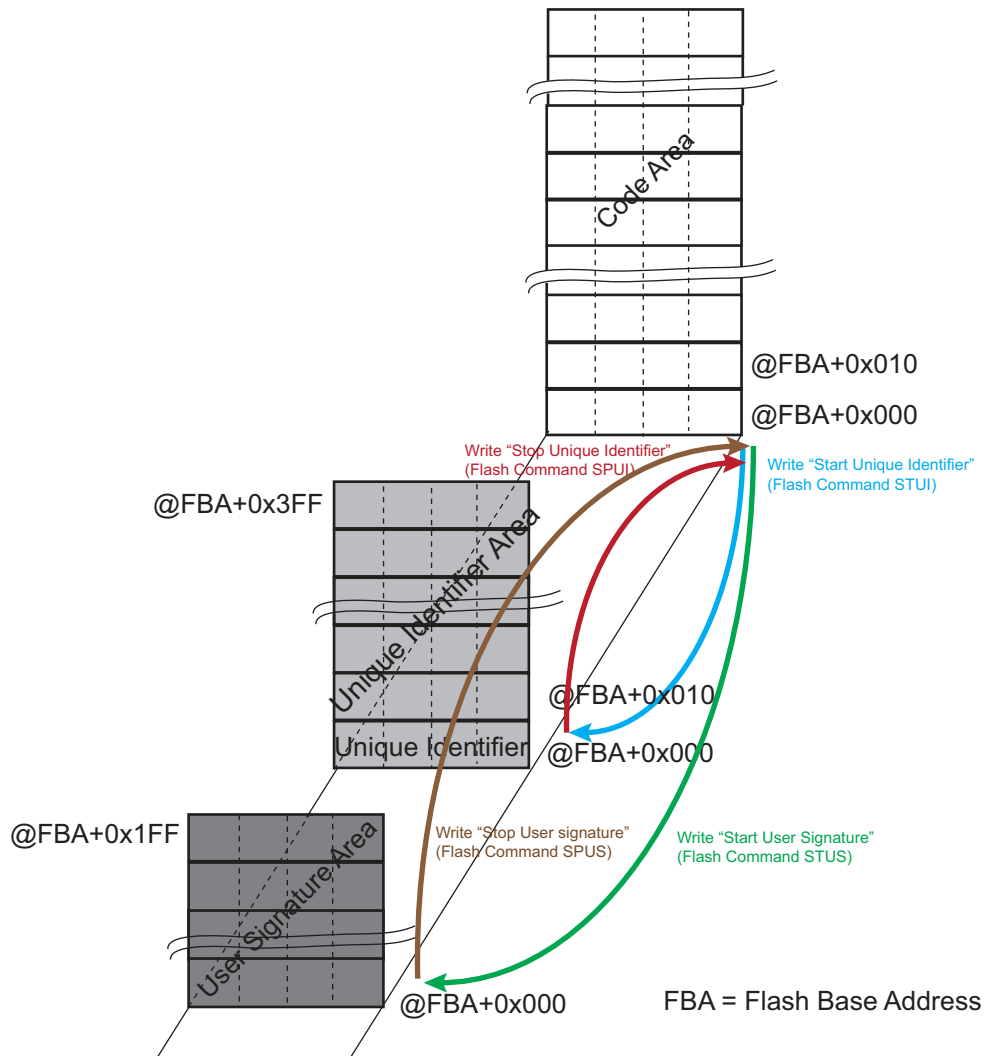 Code Area
@FBA+0x010
@FBA+0x000
Write “Stop Unique Identifier”
(Flash Command SPUI)
Write “Start Unique Identifier”
(Flash Command STUI)
@FBA+0x3FF
Unique Identifier Area
@FBA+0x010
Unique Identifier
@FBA+0x000
@FBA+0x1FF
Write “Stop User signature”
(Flash Command SPUS)
Write “Start User Signature”
(Flash Command STUS)
User Signature Area
@FBA+0x000
FBA = Flash Base Address